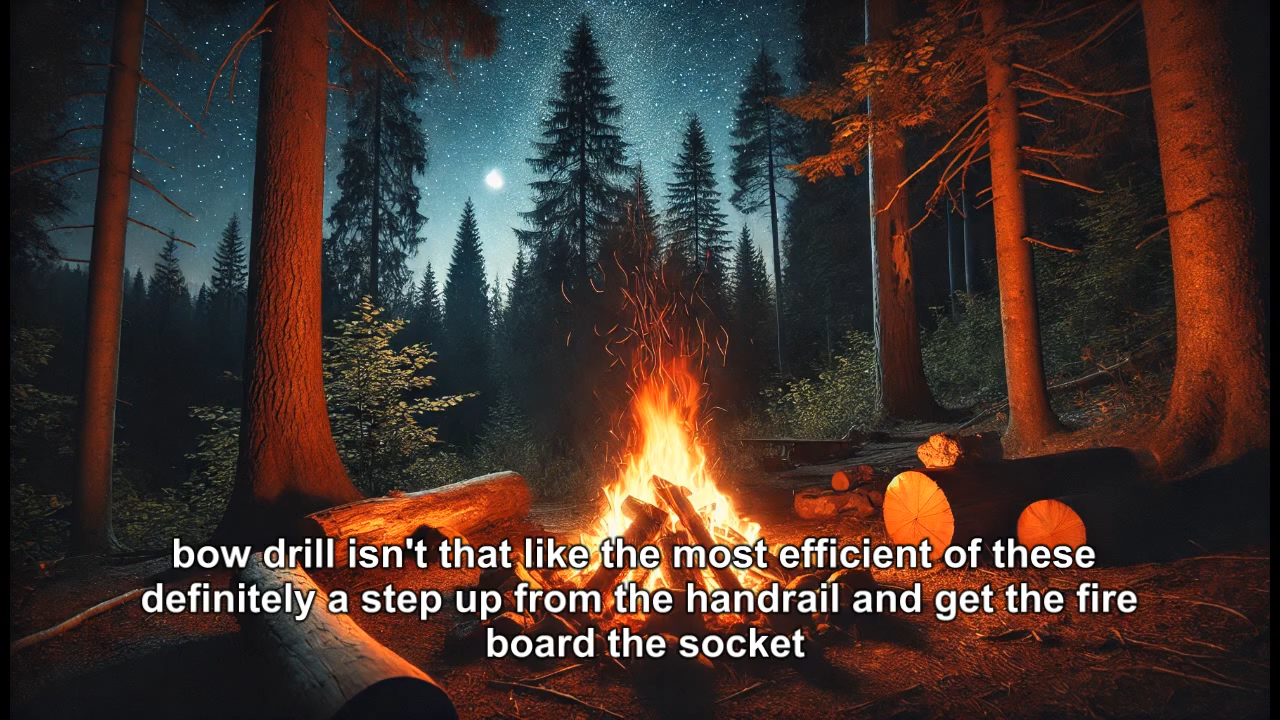 bow drill isn't that like the most efficient of these
definitely a step up from the handrail and get the fire
board the socket